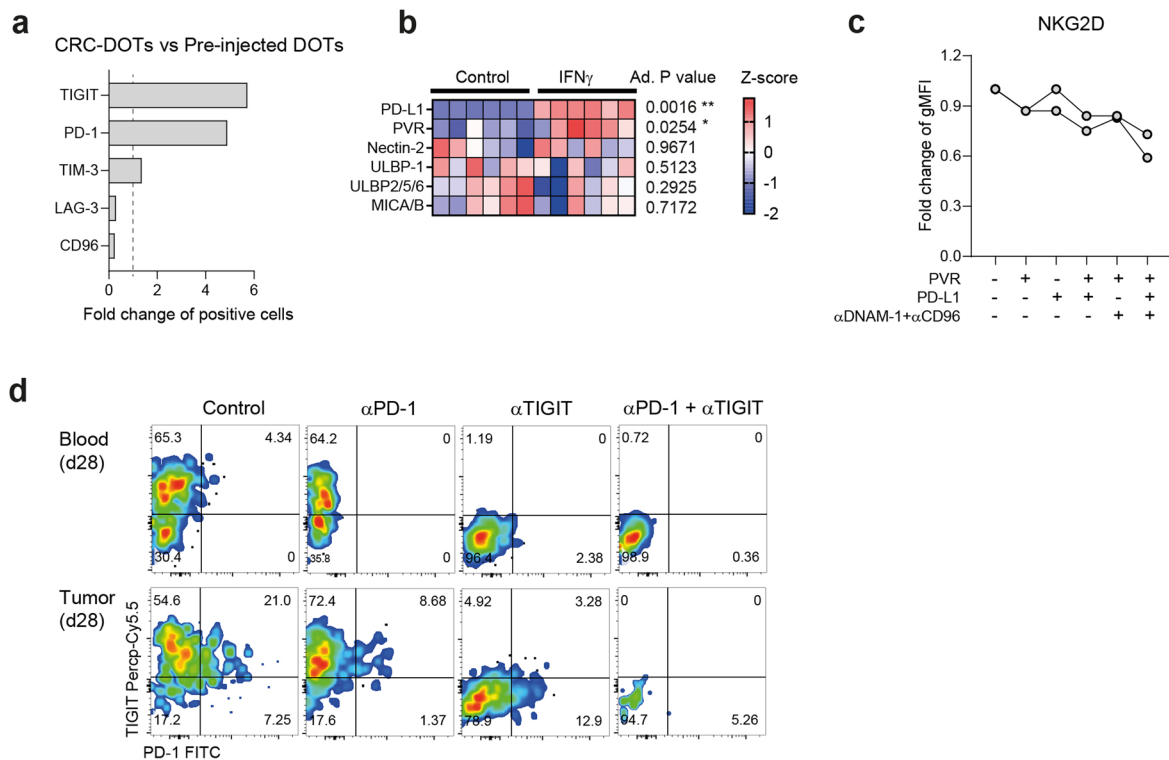 a
CRC-DOTs vs Pre-injected DOTs
TIGIT
PD-1
TIM-3
LAG-3
CD96
0 2 4 6
Fold change of positive cells
b
Control IFNγ Ad. P value Z-score
PD-L1 0.0016 **
PVR 0.0254 *
Nectin-2 0.9671
ULBP-1 0.5123
ULBP2/5/6 0.2925
MICA/B 0.7172
1
0
-1
-2
c
NKG2D
Fold change of gMFI
1.2
0.9
0.6
0.3
0.0
PVR - + - + + +
PD-L1 - - + + - +
αDNAM-1+αCD96 - - - - + +
d
Control αPD-1 αTIGIT αPD-1 + αTIGIT
Blood
(d28)
65.3 4.34 64.2 0 1.19 0 0.72 0
30.4 0 35.8 0 96.4 2.38 98.9 0.36
Tumor
(d28)
54.6 21.0 72.4 8.68 4.92 3.28 0 0
17.2 7.25 17.6 1.37 78.9 12.9 94.7 5.26
TIGIT Percp-Cy5.5
PD-1 FITC